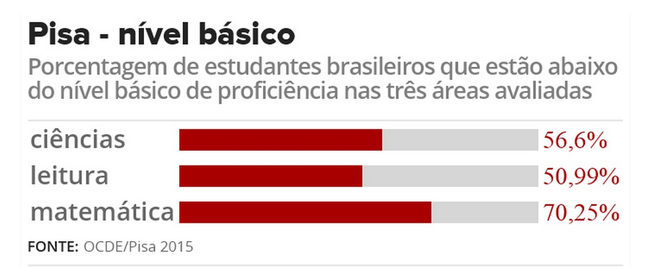 Pisa - nível básico
Porcentagem de estudantes brasileiros que estão abaixo
do nível básico de proficiência nas três áreas avaliadas
ciências 56,6%
leitura 50,99%
matemática 70,25%
FONTE: OCDE/Pisa 2015